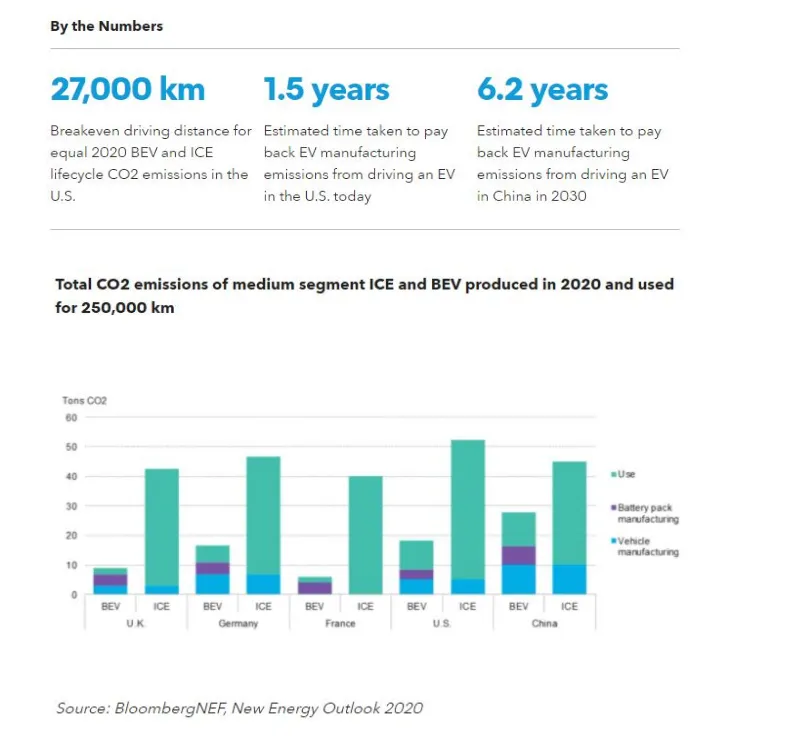 By the Numbers
27,000 km
Breakeven driving distance for
equal 2020 BEV and ICE
lifecycle CO2 emissions in the
U.S.
1.5 years
Estimated time taken to pay
back EV manufacturing
emissions from driving an EV
in the U.S. today
6.2 years
Estimated time taken to pay
back EV manufacturing
emissions from driving an EV
in China in 2030
Total CO2 emissions of medium segment ICE and BEV produced in 2020 and used
for 250,000 km
Tons CO2
60
50
40
30
20
10
0
BEV ICE BEV ICE BEV ICE BEV ICE BEV ICE
U.K. Germany France U.S. China
Use
Battery pack
manufacturing
Vehicle
manufacturing
Source: BloombergNEF, New Energy Outlook 2020